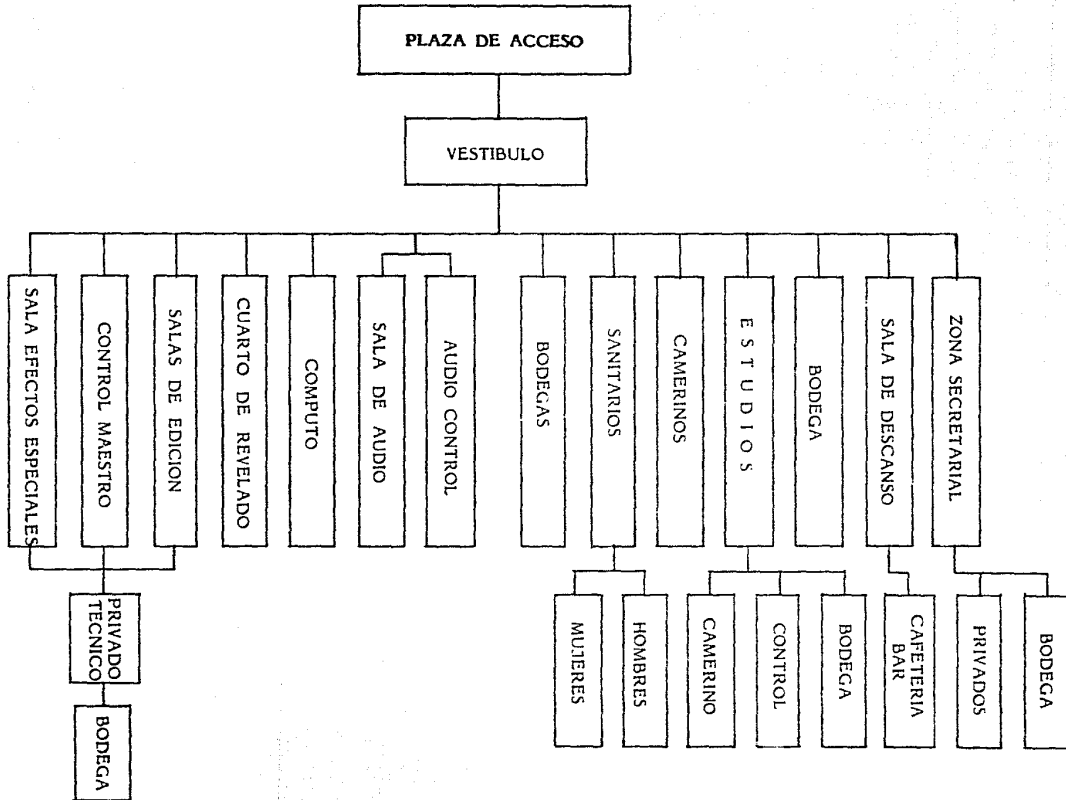 PLAZA DE ACCESO
VESTIBULO
SALA EFECTOS ESPECIALES
CONTROL MAESTRO
SALAS DE EDICION
CUARTO DE REVELADO
COMPUTO
SALA DE AUDIO
AUDIO CONTROL
BODEGAS
SANITARIOS
CAMERINOS
E S T U D I O S
BODEGA
SALA DE DESCANSO
ZONA SECRETARIAL
PRIVADO
TECNICO
BODEGA
MUJERES
HOMBRES
CAMERINO
CONTROL
BODEGA
CAFETERIA
BAR
PRIVADOS
BODEGA